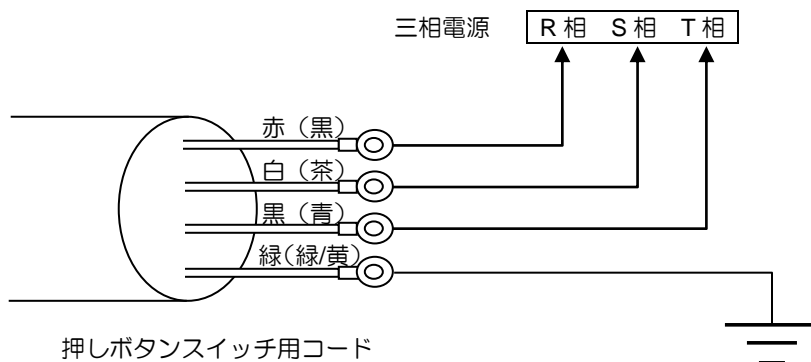 三相電源 R相 S相 T相
赤（黒）
白（茶）
黒（青）
緑(緑/黄)
押しボタンスイッチ用コード